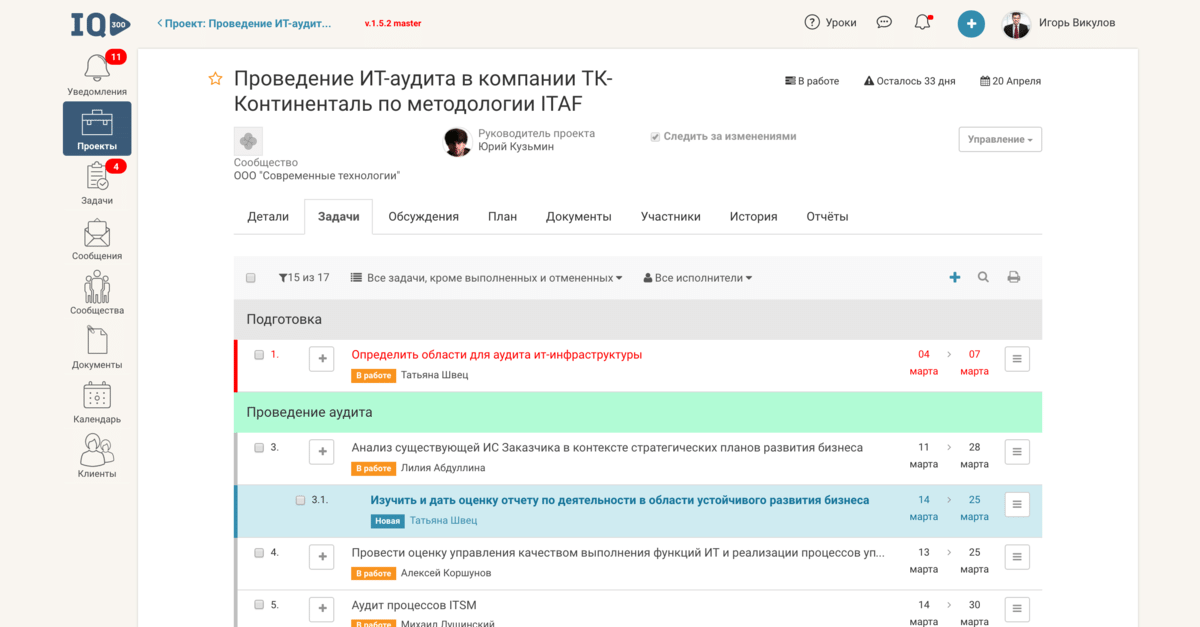 IQ300
Проект: Проведение ИТ-аудит...
v.1.5.2 master
Уроки
Игорь Викулов
11
Уведомления
Проекты
4
Задачи
Сообщения
Сообщества
Документы
Календарь
Клиенты
Проведение ИТ-аудита в компании ТК-
Континенталь по методологии ITAF
В работе
Осталось 33 дня
20 Апреля
Сообщество
ООО "Современные технологии"
Руководитель проекта
Юрий Кузьмин
Следить за изменениями
Управление
Детали Задачи Обсуждения План Документы Участники История Отчёты
15 из 17 Все задачи, кроме выполненных и отмененных Все исполнители
Подготовка
1. Определить области для аудита ит-инфраструктуры 04 07
В работе Татьяна Швец марта марта
Проведение аудита
3. Анализ существующей ИС Заказчика в контексте стратегических планов развития бизнеса 11 28
В работе Лилия Абдуллина марта марта
3.1. Изучить и дать оценку отчету по деятельности в области устойчивого развития бизнеса 14 25
Новая Татьяна Швец марта марта
4. Провести оценку управления качеством выполнения функций ИТ и реализации процессов уп... 13 25
В работе Алексей Коршунов марта марта
5. Аудит процессов ITSM 14 30
В работе Михаил Лушинский марта марта